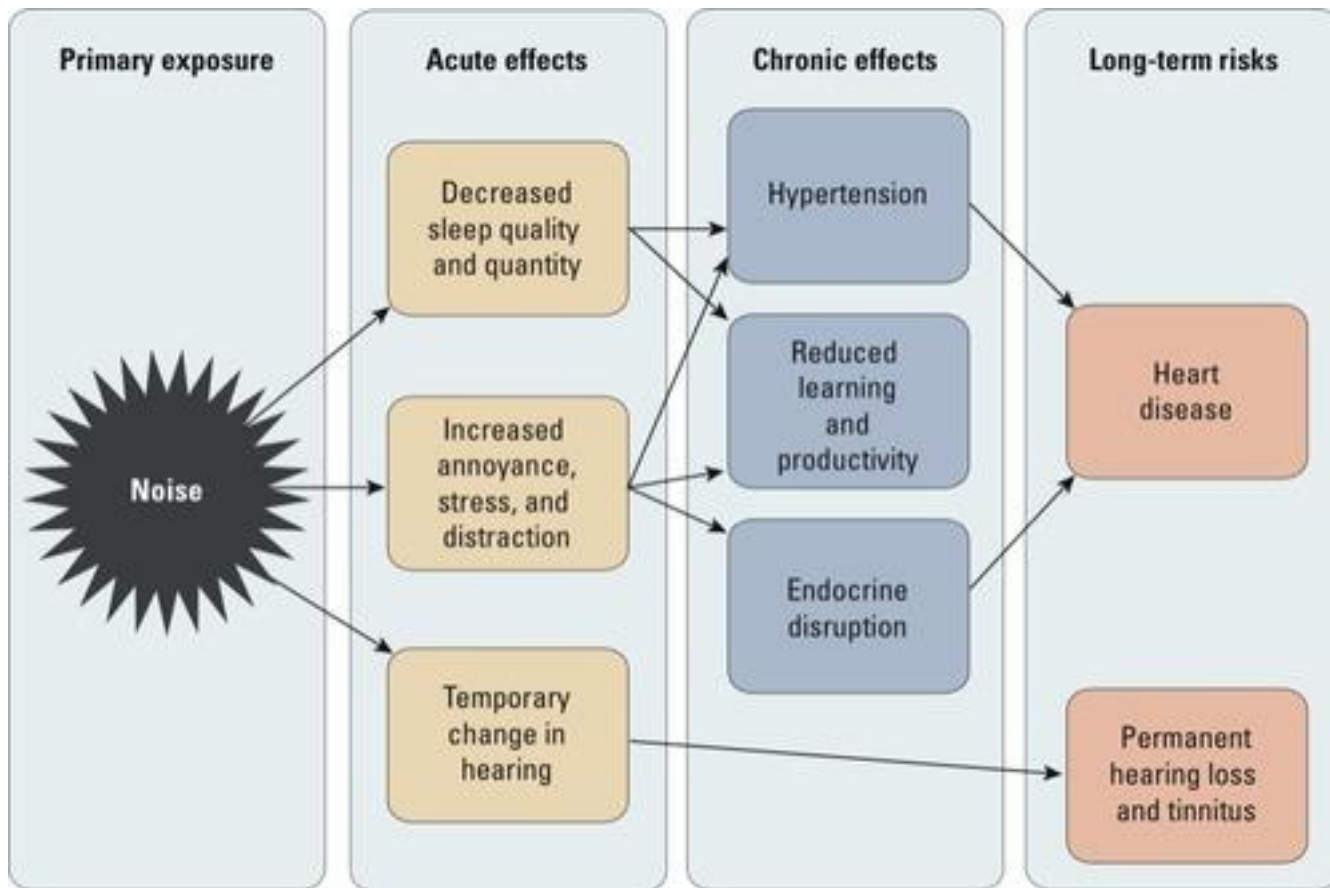 Primary exposure
Acute effects
Chronic effects
Long-term risks
Noise
Decreased
sleep quality
and quantity
Increased
annoyance,
stress, and
distraction
Temporary
change in
hearing
Hypertension
Reduced
learning
and
productivity
Endocrine
disruption
Heart
disease
Permanent
hearing loss
and tinnitus